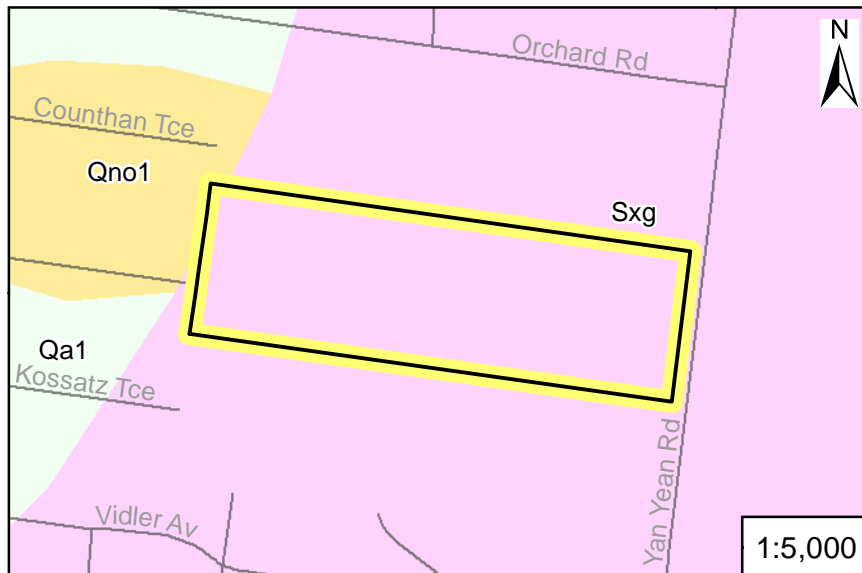 N
Orchard Rd
Counthan Tce
Qno1
Sxg
Qa1
Kossatz Tce
Yan Yean Rd
Vidler Av
1:5,000